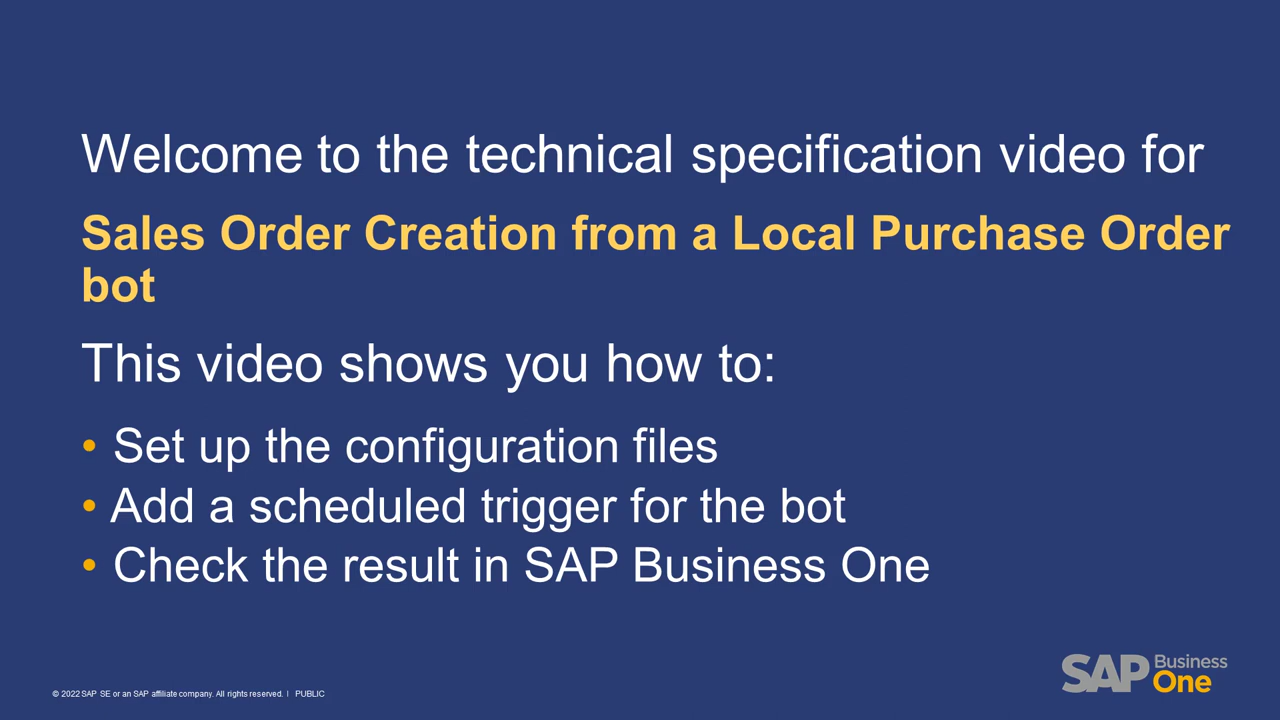 Welcome to the technical specification video for
Sales Order Creation from a Local Purchase Order
bot
This video shows you how to:
• Set up the configuration files
• Add a scheduled trigger for the bot
• Check the result in SAP Business One
© 2022 SAP SE or an SAP affiliate company. All rights reserved. | PUBLIC
SAP Business
One